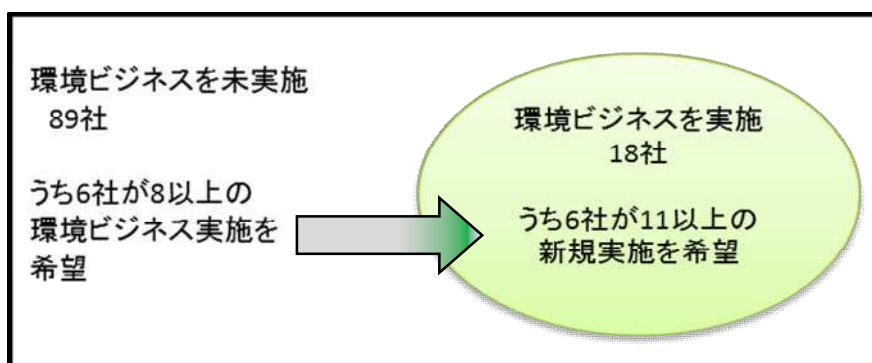 環境ビジネスを未実施
89社
うち6社が8以上の
環境ビジネス実施を
希望
環境ビジネスを実施
18社
うち6社が11以上の
新規実施を希望